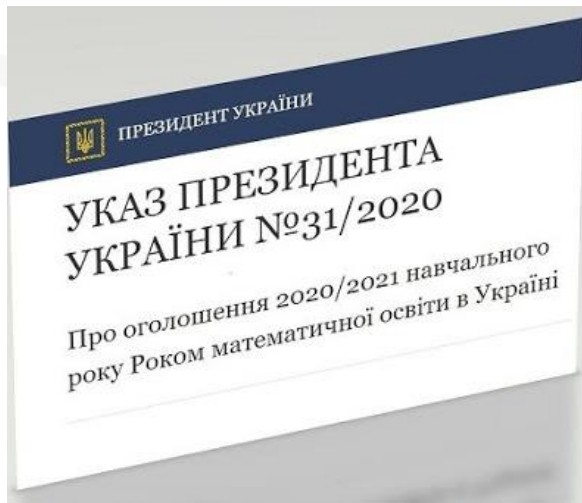 ПРЕЗИДЕНТ УКРАЇНИ
УКАЗ ПРЕЗИДЕНТА
УКРАЇНИ №31/2020
Про оголошення 2020/2021 навчального
року Роком математичної освіти в Україні